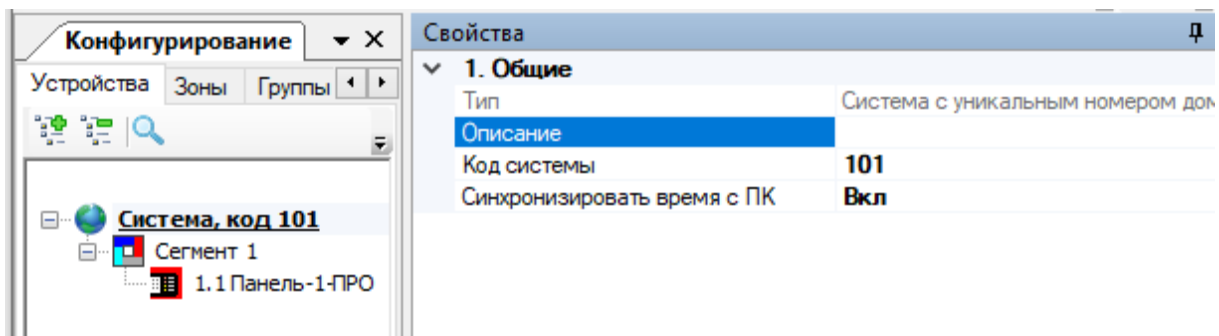 Конфигурирование
Устройства Зоны Группы
Система, код 101
Сегмент 1
1.1 Панель-1-ПРО
Свойства
1. Общие
Тип Система с уникальным номером дом
Описание
Код системы 101
Синхронизировать время с ПК Вкл